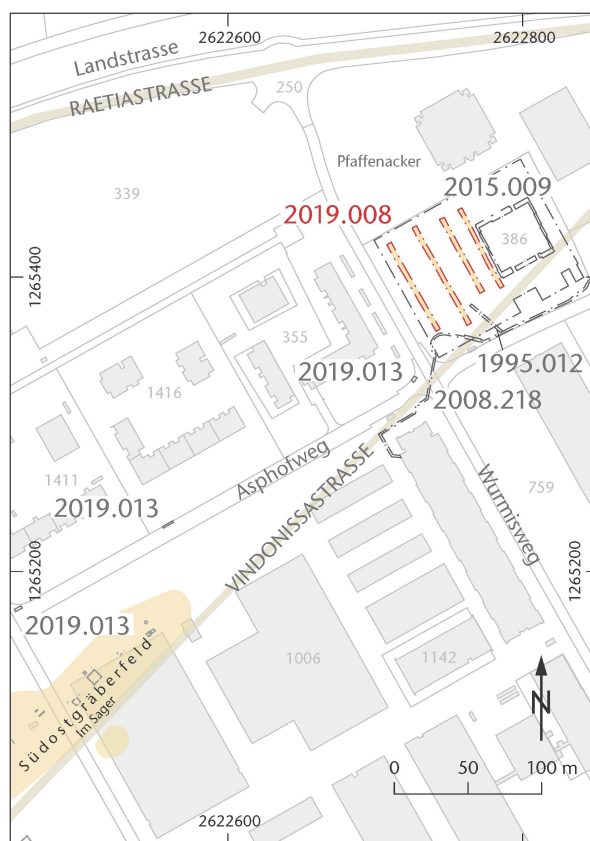 2622600
2622800
Landstrasse
RAETIASTRASSE
250
Pfaffenacker
339
2015.009
2019.008
386
1265400
1265400
355
2019.013
1995.012
1416
2008.218
Asphofweg
VINDONISSASTRASSE
Wurmisweg
1411
759
2019.013
1265200
1265200
2019.013
Südostgräberfeld
Im Sager
1006
1142
N
0 50 100 m
2622600
2622800